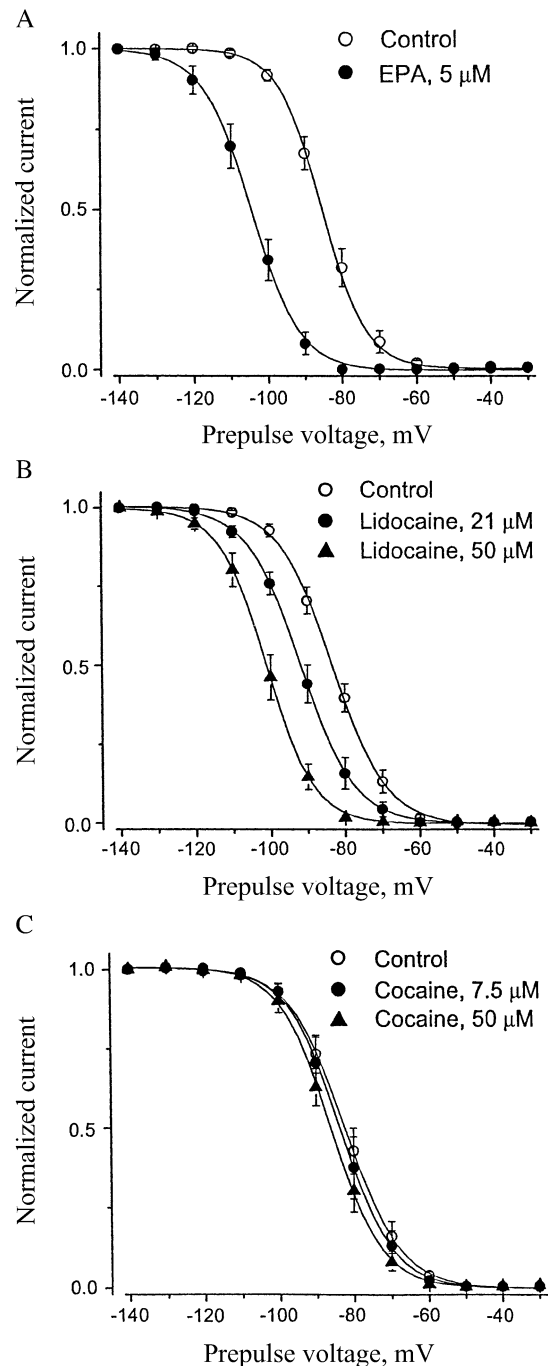 A
Control
EPA, 5 μM
1.0
0.5
0.0
Normalized current
-140 -120 -100 -80 -60 -40
Prepulse voltage, mV
B
Control
Lidocaine, 21 μM
Lidocaine, 50 μM
1.0
0.5
0.0
Normalized current
-140 -120 -100 -80 -60 -40
Prepulse voltage, mV
C
Control
Cocaine, 7.5 μM
Cocaine, 50 μM
1.0
0.5
0.0
Normalized current
-140 -120 -100 -80 -60 -40
Prepulse voltage, mV